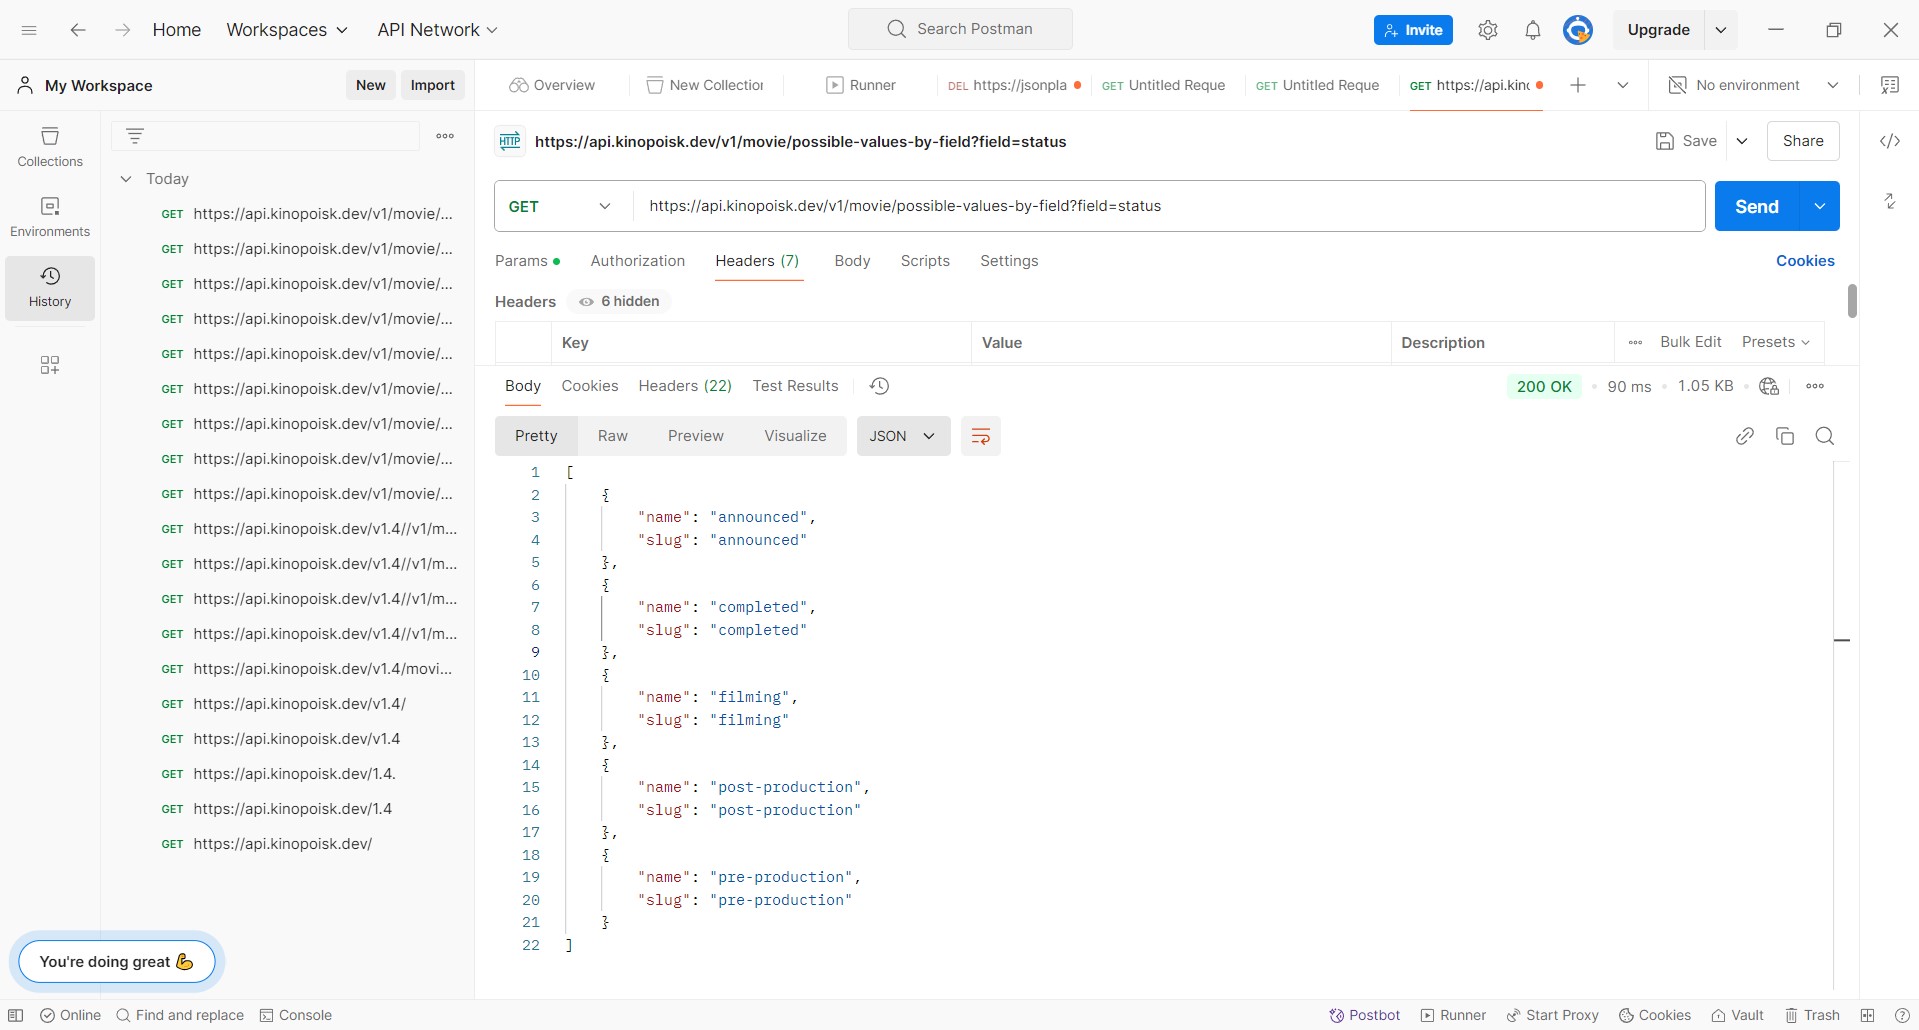 Home Workspaces API Network Search Postman Invite Upgrade
My Workspace New Import Overview New Collection Runner DEL https://jsonpla GET Untitled Reque GET Untitled Reque GET https://api.kinc No environment
Collections
Environments
History
Today
GET https://api.kinopoisk.dev/v1/movie/...
GET https://api.kinopoisk.dev/v1/movie/...
GET https://api.kinopoisk.dev/v1/movie/...
GET https://api.kinopoisk.dev/v1/movie/...
GET https://api.kinopoisk.dev/v1/movie/...
GET https://api.kinopoisk.dev/v1/movie/...
GET https://api.kinopoisk.dev/v1/movie/...
GET https://api.kinopoisk.dev/v1/movie/...
GET https://api.kinopoisk.dev/v1/movie/...
GET https://api.kinopoisk.dev/v1.4//v1/m...
GET https://api.kinopoisk.dev/v1.4//v1/m...
GET https://api.kinopoisk.dev/v1.4//v1/m...
GET https://api.kinopoisk.dev/v1.4//v1/m...
GET https://api.kinopoisk.dev/v1.4/movi...
GET https://api.kinopoisk.dev/v1.4/
GET https://api.kinopoisk.dev/v1.4
GET https://api.kinopoisk.dev/1.4.
GET https://api.kinopoisk.dev/1.4
GET https://api.kinopoisk.dev/
You're doing great 💪
HTTP https://api.kinopoisk.dev/v1/movie/possible-values-by-field?field=status Save Share
GET https://api.kinopoisk.dev/v1/movie/possible-values-by-field?field=status Send
Params Authorization Headers (7) Body Scripts Settings Cookies
Headers 6 hidden
Key Value Description Bulk Edit Presets
Body Cookies Headers (22) Test Results 200 OK 90 ms 1.05 KB
Pretty Raw Preview Visualize JSON
1 [
2 {
3 "name": "announced",
4 "slug": "announced"
5 },
6 {
7 "name": "completed",
8 "slug": "completed"
9 },
10 {
11 "name": "filming",
12 "slug": "filming"
13 },
14 {
15 "name": "post-production",
16 "slug": "post-production"
17 },
18 {
19 "name": "pre-production",
20 "slug": "pre-production"
21 }
22 ]
Online Find and replace Console Postbot Runner Start Proxy Cookies Vault Trash